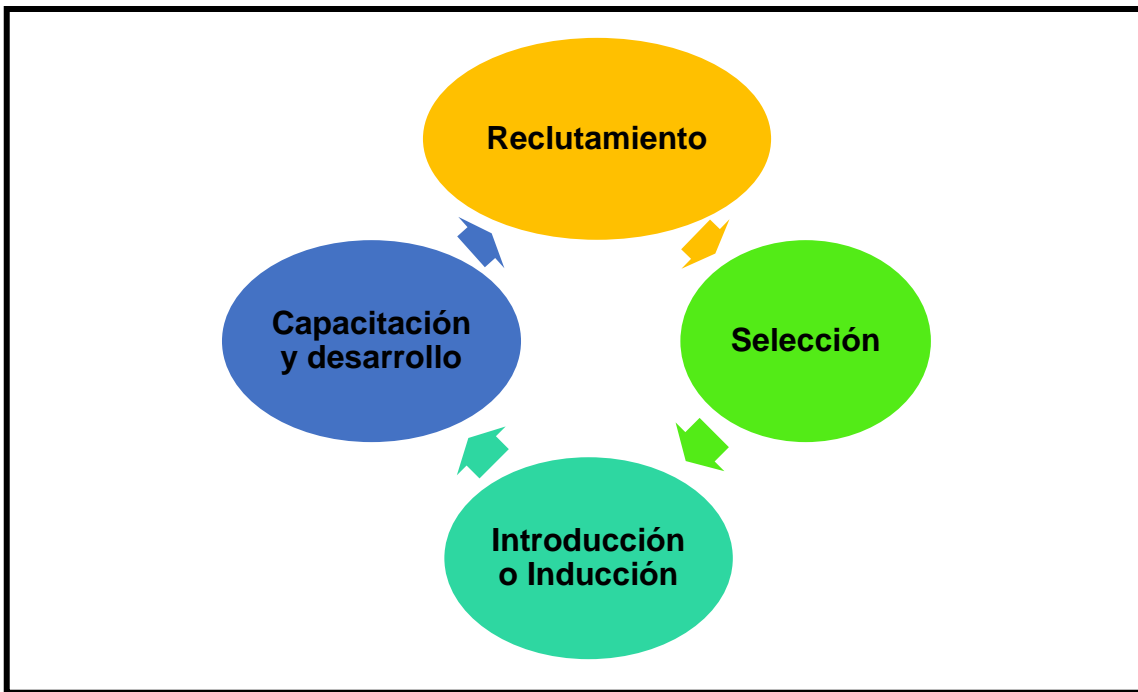 Reclutamiento
Selección
Introducción
o Inducción
Capacitación
y desarrollo